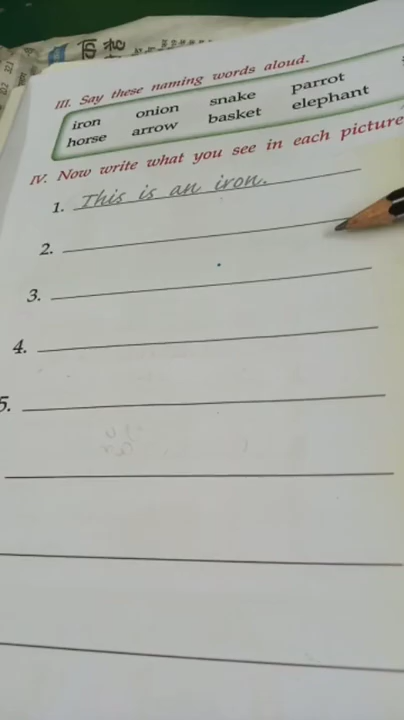 III. Say these naming words aloud.
iron onion snake parrot
horse arrow basket elephant
IV. Now write what you see in each picture
1. This is an iron.
2.
3.
4.
5.